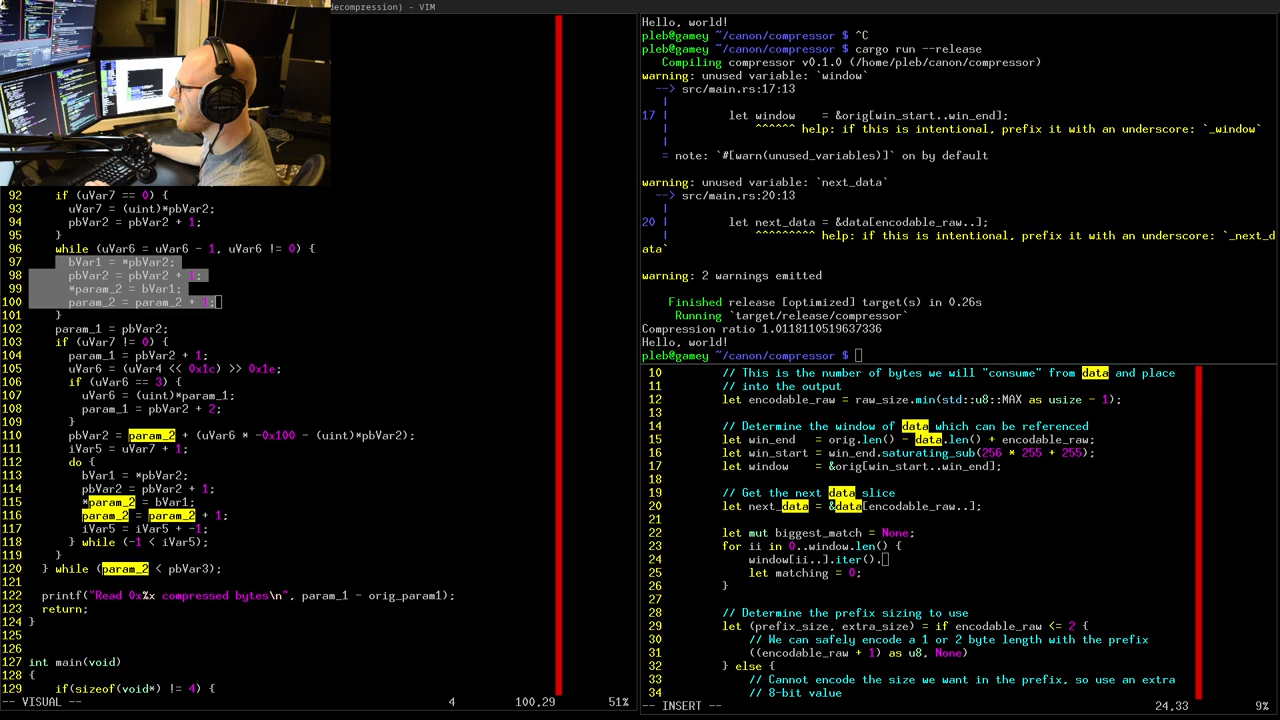 decompression) - VIM
92    if (uVar7 == 0) {
93      uVar7 = (uint)*pbVar2;
94      pbVar2 = pbVar2 + 1;
95    }
96    while (uVar6 = uVar6 - 1, uVar6 != 0) {
97      bVar1 = *pbVar2;
98      pbVar2 = pbVar2 + 1;
99      *param_2 = bVar1;
100      param_2 = param_2 + 1;
101    }
102    param_1 = pbVar2;
103    if (uVar7 != 0) {
104      param_1 = pbVar2 + 1;
105      uVar6 = (uVar4 << 0x1c) >> 0x1e;
106      if (uVar6 == 3) {
107        uVar6 = (uint)*param_1;
108        param_1 = pbVar2 + 2;
109      }
110      pbVar2 = param_2 + (uVar6 * -0x100 - (uint)*pbVar2);
111      iVar5 = uVar7 + 1;
112      do {
113        bVar1 = *pbVar2;
114        pbVar2 = pbVar2 + 1;
115        *param_2 = bVar1;
116        param_2 = param_2 + 1;
117        iVar5 = iVar5 + -1;
118      } while (-1 < iVar5);
119    }
120  } while (param_2 < pbVar3);
121
122  printf("Read 0x%x compressed bytes\n", param_1 - orig_param1);
123  return;
124 }
125
126
127 int main(void)
128 {
129    if(sizeof(void*) != 4) {
-- VISUAL --    4    100,29    51%
Hello, world!
pleb@gamey ~/canon/compressor $ ^C
pleb@gamey ~/canon/compressor $ cargo run --release
Compiling compressor v0.1.0 (/home/pleb/canon/compressor)
warning: unused variable: `window`
--> src/main.rs:17:13
|
17 |         let window    = &orig[win_start..win_end];
|             ^^^^^^ help: if this is intentional, prefix it with an underscore: `_window`
|
= note: `#[warn(unused_variables)]` on by default
warning: unused variable: `next_data`
--> src/main.rs:20:13
|
20 |         let next_data = &data[encodable_raw..];
|             ^^^^^^^^^ help: if this is intentional, prefix it with an underscore: `_next_d
ata`
warning: 2 warnings emitted
Finished release [optimized] target(s) in 0.26s
Running `target/release/compressor`
Compression ratio 1.0118110519637336
Hello, world!
pleb@gamey ~/canon/compressor $
10        // This is the number of bytes we will "consume" from data and place
11        // into the output
12        let encodable_raw = raw_size.min(std::u8::MAX as usize - 1);
13
14        // Determine the window of data which can be referenced
15        let win_end   = orig.len() - data.len() + encodable_raw;
16        let win_start = win_end.saturating_sub(256 * 255 + 255);
17        let window    = &orig[win_start..win_end];
18
19        // Get the next data slice
20        let next_data = &data[encodable_raw..];
21
22        let mut biggest_match = None;
23        for ii in 0..window.len() {
24            window[ii..].iter().
25            let matching = 0;
26        }
27
28        // Determine the prefix sizing to use
29        let (prefix_size, extra_size) = if encodable_raw <= 2 {
30            // We can safely encode a 1 or 2 byte length with the prefix
31            ((encodable_raw + 1) as u8, None)
32        } else {
33            // Cannot encode the size we want in the prefix, so use an extra
34            // 8-bit value
-- INSERT --    24,33    9%